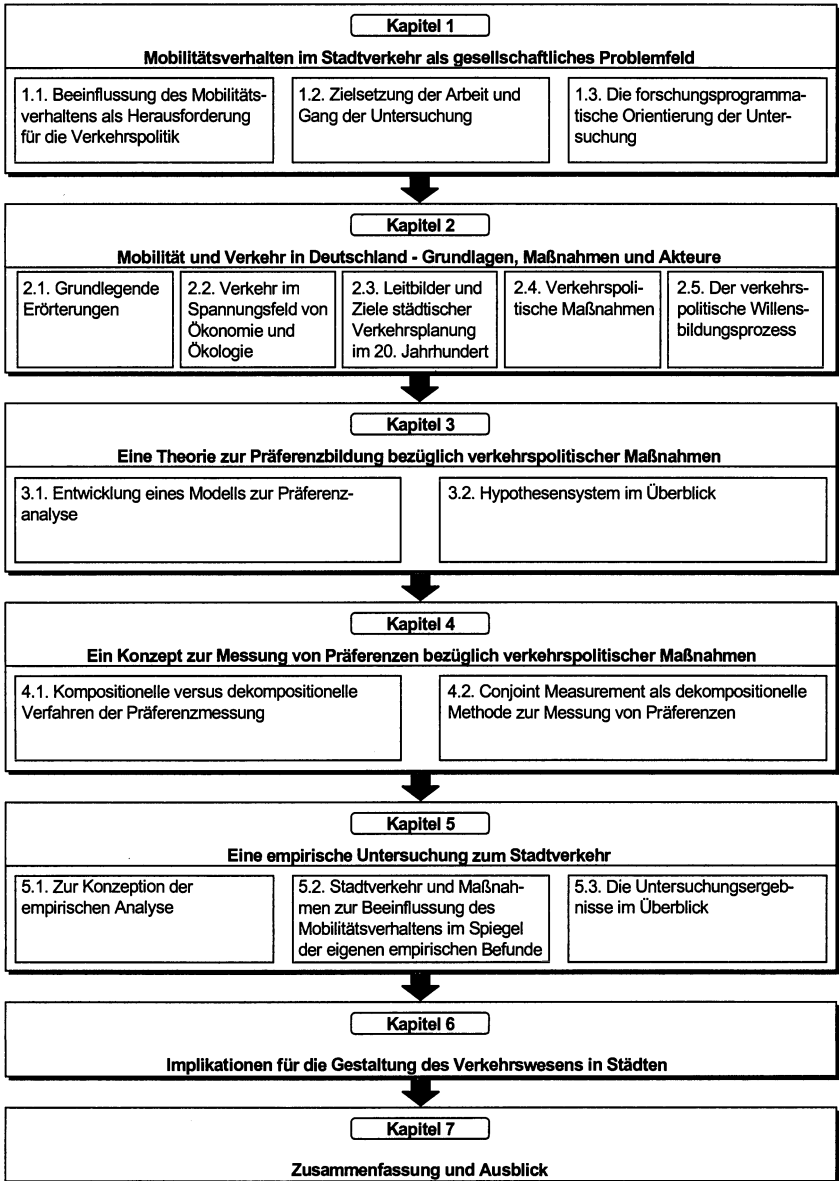 Kapitel 1
Mobilitätsverhalten im Stadtverkehr als gesellschaftliches Problemfeld
1.1. Beeinflussung des Mobilitäts-
verhaltens als Herausforderung
für die Verkehrspolitik
1.2. Zielsetzung der Arbeit und
Gang der Untersuchung
1.3. Die forschungsprogramma-
tische Orientierung der Unter-
suchung
Kapitel 2
Mobilität und Verkehr in Deutschland - Grundlagen, Maßnahmen und Akteure
2.1. Grundlegende
Erörterungen
2.2. Verkehr im
Spannungsfeld von
Ökonomie und
Ökologie
2.3. Leitbilder und
Ziele städtischer
Verkehrsplanung
im 20. Jahrhundert
2.4. Verkehrspoli-
tische Maßnahmen
2.5. Der verkehrs-
politische Willens-
bildungsprozess
Kapitel 3
Eine Theorie zur Präferenzbildung bezüglich verkehrspolitischer Maßnahmen
3.1. Entwicklung eines Modells zur Präferenz-
analyse
3.2. Hypothesensystem im Überblick
Kapitel 4
Ein Konzept zur Messung von Präferenzen bezüglich verkehrspolitischer Maßnahmen
4.1. Kompositionelle versus dekompositionelle
Verfahren der Präferenzmessung
4.2. Conjoint Measurement als dekompositionelle
Methode zur Messung von Präferenzen
Kapitel 5
Eine empirische Untersuchung zum Stadtverkehr
5.1. Zur Konzeption der
empirischen Analyse
5.2. Stadtverkehr und Maßnah-
men zur Beeinflussung des
Mobilitätsverhaltens im Spiegel
der eigenen empirischen Befunde
5.3. Die Untersuchungsergeb-
nisse im Überblick
Kapitel 6
Implikationen für die Gestaltung des Verkehrswesens in Städten
Kapitel 7
Zusammenfassung und Ausblick